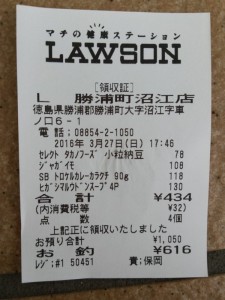 マチの健康ステーション
LAWSON
[領収証]
L 勝浦町沼江店
徳島県勝浦郡勝浦町大字沼江字車
ノ口6-1
電話:08854-2-1050
2016年 3月27日(日) 17:46
セレクト タカノフーズ 小粒納豆 78
ジャガイモ 108
SB トロケルカレーカラクチ 90g 118
ヒガシマルウドンスープ4P 130
合計 ¥434
(内消費税等 ¥32)
点数 4個
上記正に領収いたしました
お預り合計 ¥1,050
お釣 ¥616
レジ:#1 50451 責:保岡